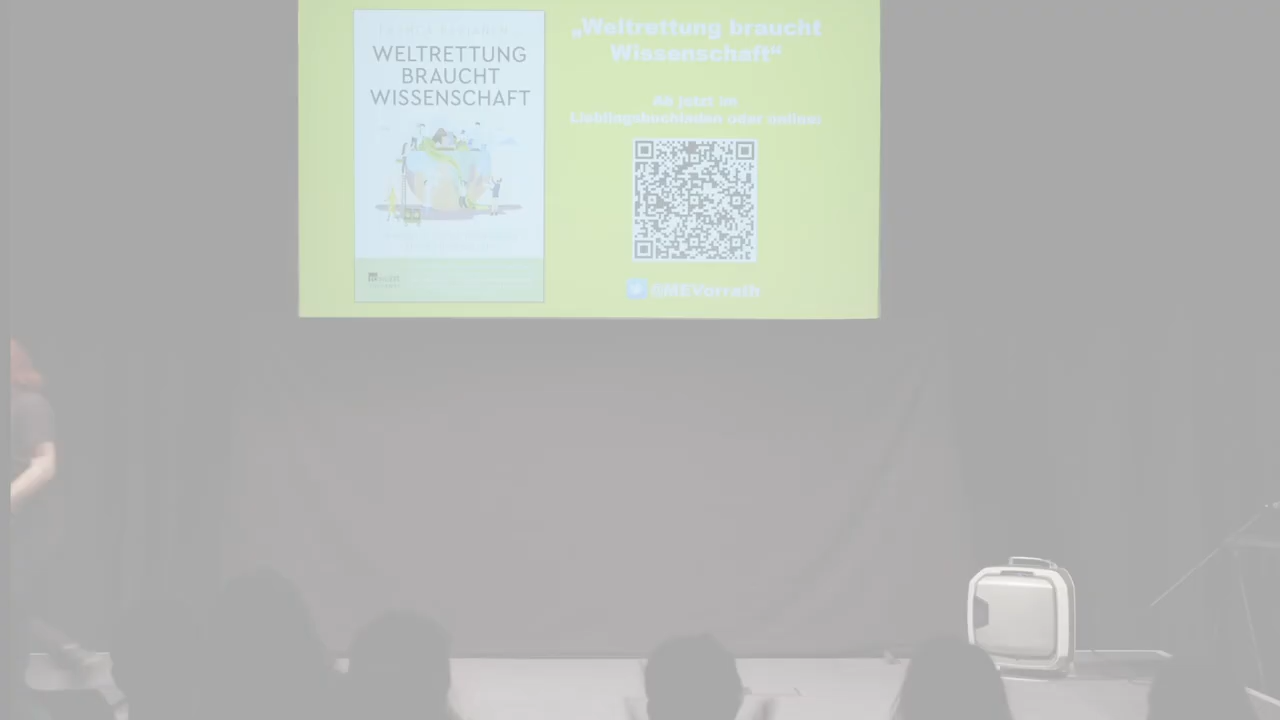 WELTRETTUNG
BRAUCHT
WISSENSCHAFT
„Weltrettung braucht
Wissenschaft“
Ab jetzt im
Lieblingsbuchladen oder online:
@MEVorrath